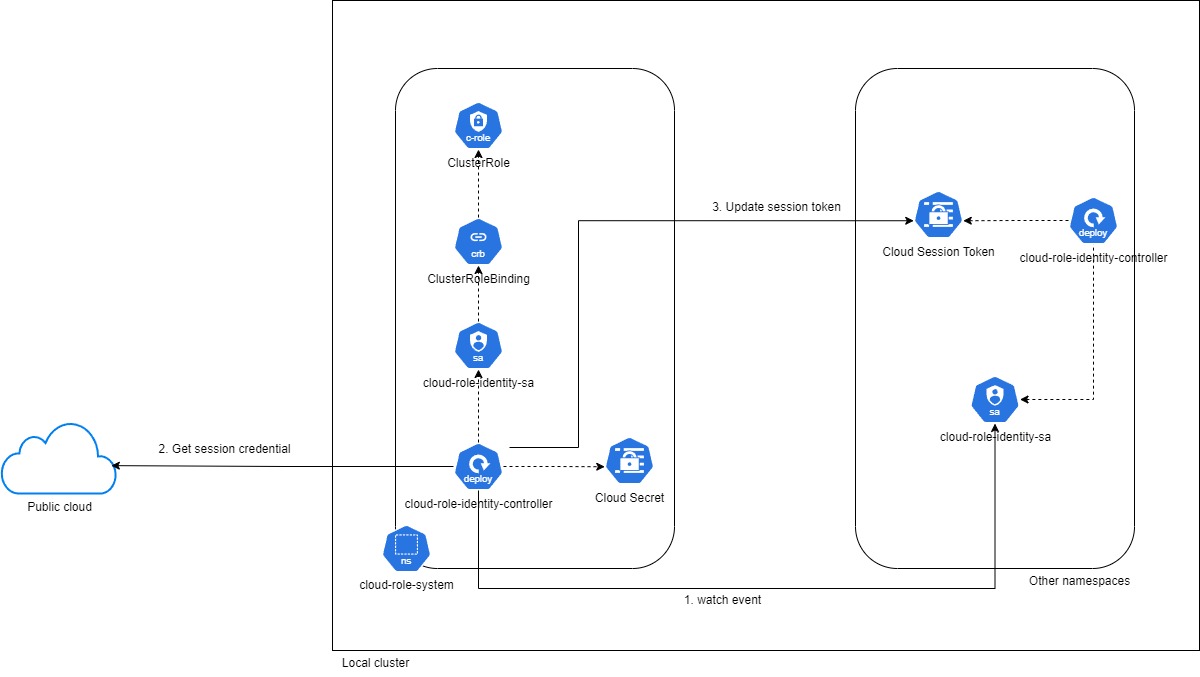 c-role
ClusterRole
3. Update session token
deploy
Cloud Session Token
cloud-role-identity-controller
crb
ClusterRoleBinding
sa
cloud-role-identity-sa
sa
cloud-role-identity-sa
2. Get session credential
deploy
Public cloud
cloud-role-identity-controller
Cloud Secret
ns
cloud-role-system
Other namespaces
1. watch event
Local cluster